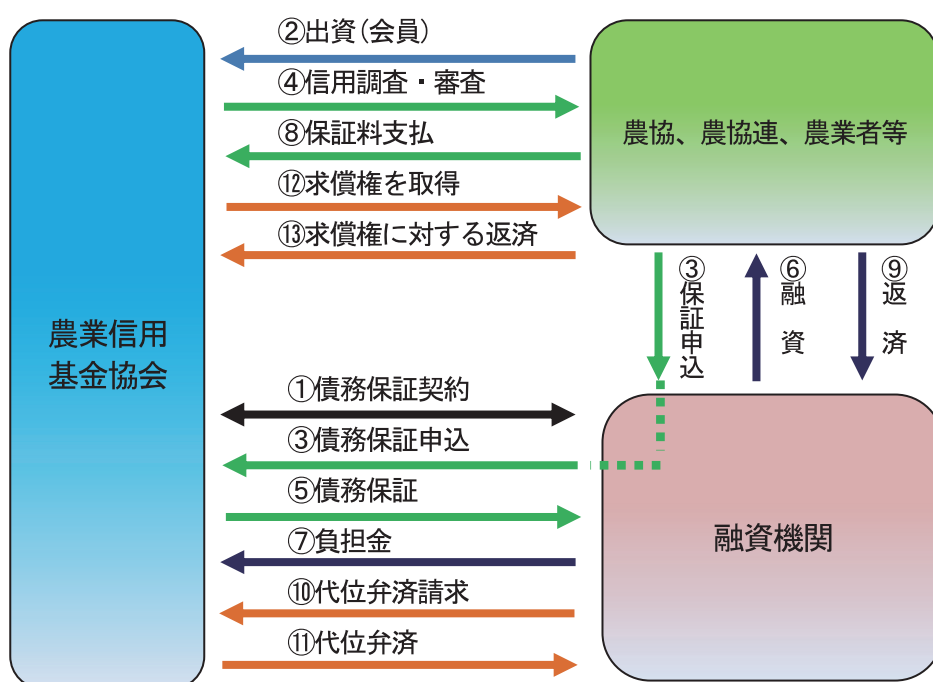 ②出資（会員）
④信用調査・審査
⑧保証料支払
⑫求償権を取得
⑬求償権に対する返済
農協、農協連、農業者等
③保証申込
⑥融資
⑨返済
農業信用
基金協会
①債務保証契約
③債務保証申込
⑤債務保証
⑦負担金
⑩代位弁済請求
⑪代位弁済
融資機関